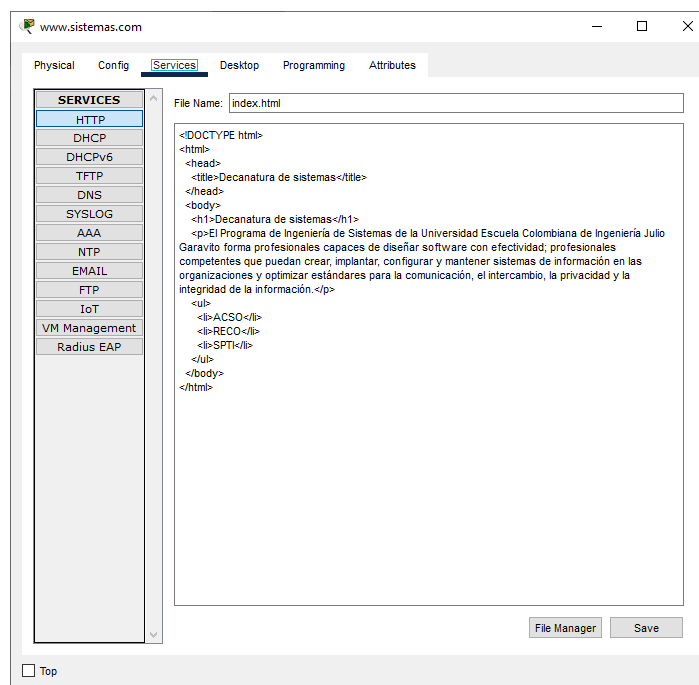 www.sistemas.com
Physical Config Services Desktop Programming Attributes
SERVICES
HTTP
DHCP
DHCPv6
TFTP
DNS
SYSLOG
AAA
NTP
EMAIL
FTP
IoT
VM Management
Radius EAP
File Name: index.html
<!DOCTYPE html>
<html>
<head>
<title>Decanatura de sistemas</title>
</head>
<body>
<h1>Decanatura de sistemas</h1>
<p>El Programa de Ingeniería de Sistemas de la Universidad Escuela Colombiana de Ingeniería Julio
Garavito forma profesionales capaces de diseñar software con efectividad; profesionales
competentes que puedan crear, implantar, configurar y mantener sistemas de información en las
organizaciones y optimizar estándares para la comunicación, el intercambio, la privacidad y la
integridad de la información.</p>
<ul>
<li>ACSO</li>
<li>RECO</li>
<li>SPTI</li>
</ul>
</body>
</html>
File Manager Save
Top